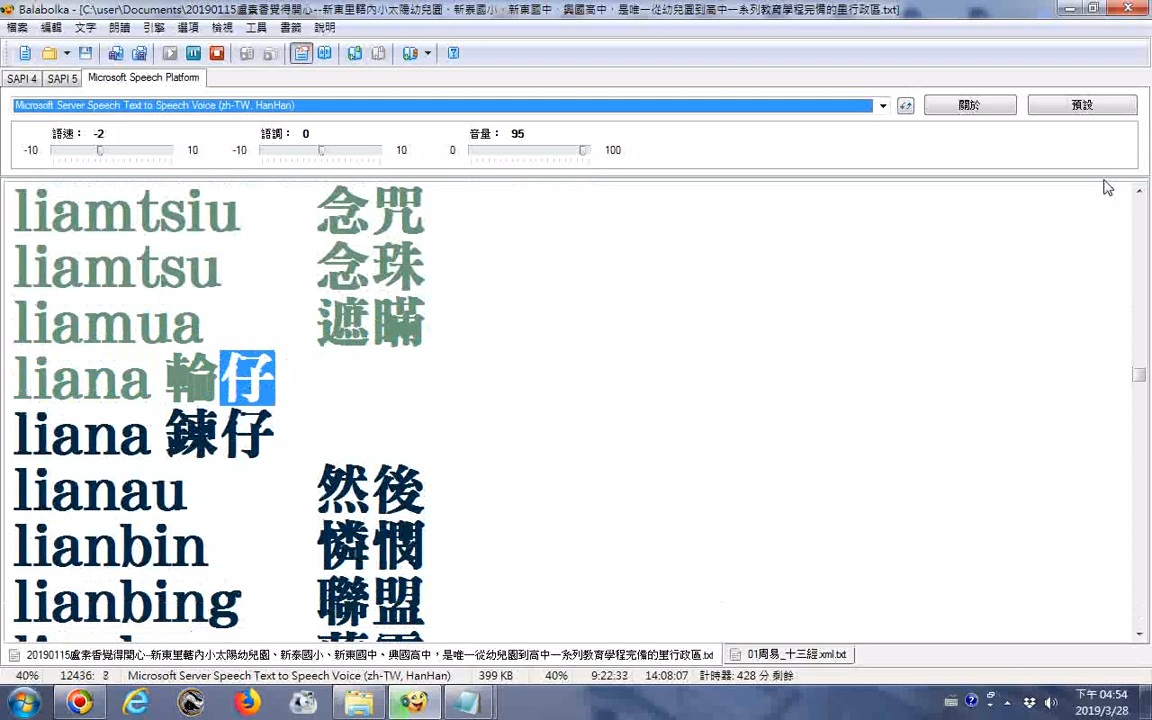 Balabolka - [C:\user\Documents\20190115盧素香覺得開心--新東里轄內小太陽幼兒園、新泰國小、新東國中、興國高中，是唯一從幼兒園到高中一系列教育學程完備的里行政區.txt]
檔案 編輯 文字 朗讀 引擎 選項 檢視 工具 書籤 說明
SAPI 4 SAPI 5 Microsoft Speech Platform
Microsoft Server Speech Text to Speech Voice (zh-TW, HanHan) 關於 預設
語速： -2 語調： 0 音量： 95
-10 10 -10 10 0 100
liamtsiu 念咒
liamtsu 念珠
liamua 遮瞞
liana 輪仔
liana 鍊仔
lianau 然後
lianbin 憐憫
lianbing 聯盟
20190115盧素香覺得開心--新東里轄內小太陽幼兒園、新泰國小、新東國中、興國高中，是唯一從幼兒園到高中一系列教育學程完備的里行政區.txt 01周易_十三經.xml.txt
40% 12436: 8 Microsoft Server Speech Text to Speech Voice (zh-TW, HanHan) 399 KB 40% 9:22:33 14:08:07 計時器: 428 分 剩餘
下午 04:54
2019/3/28